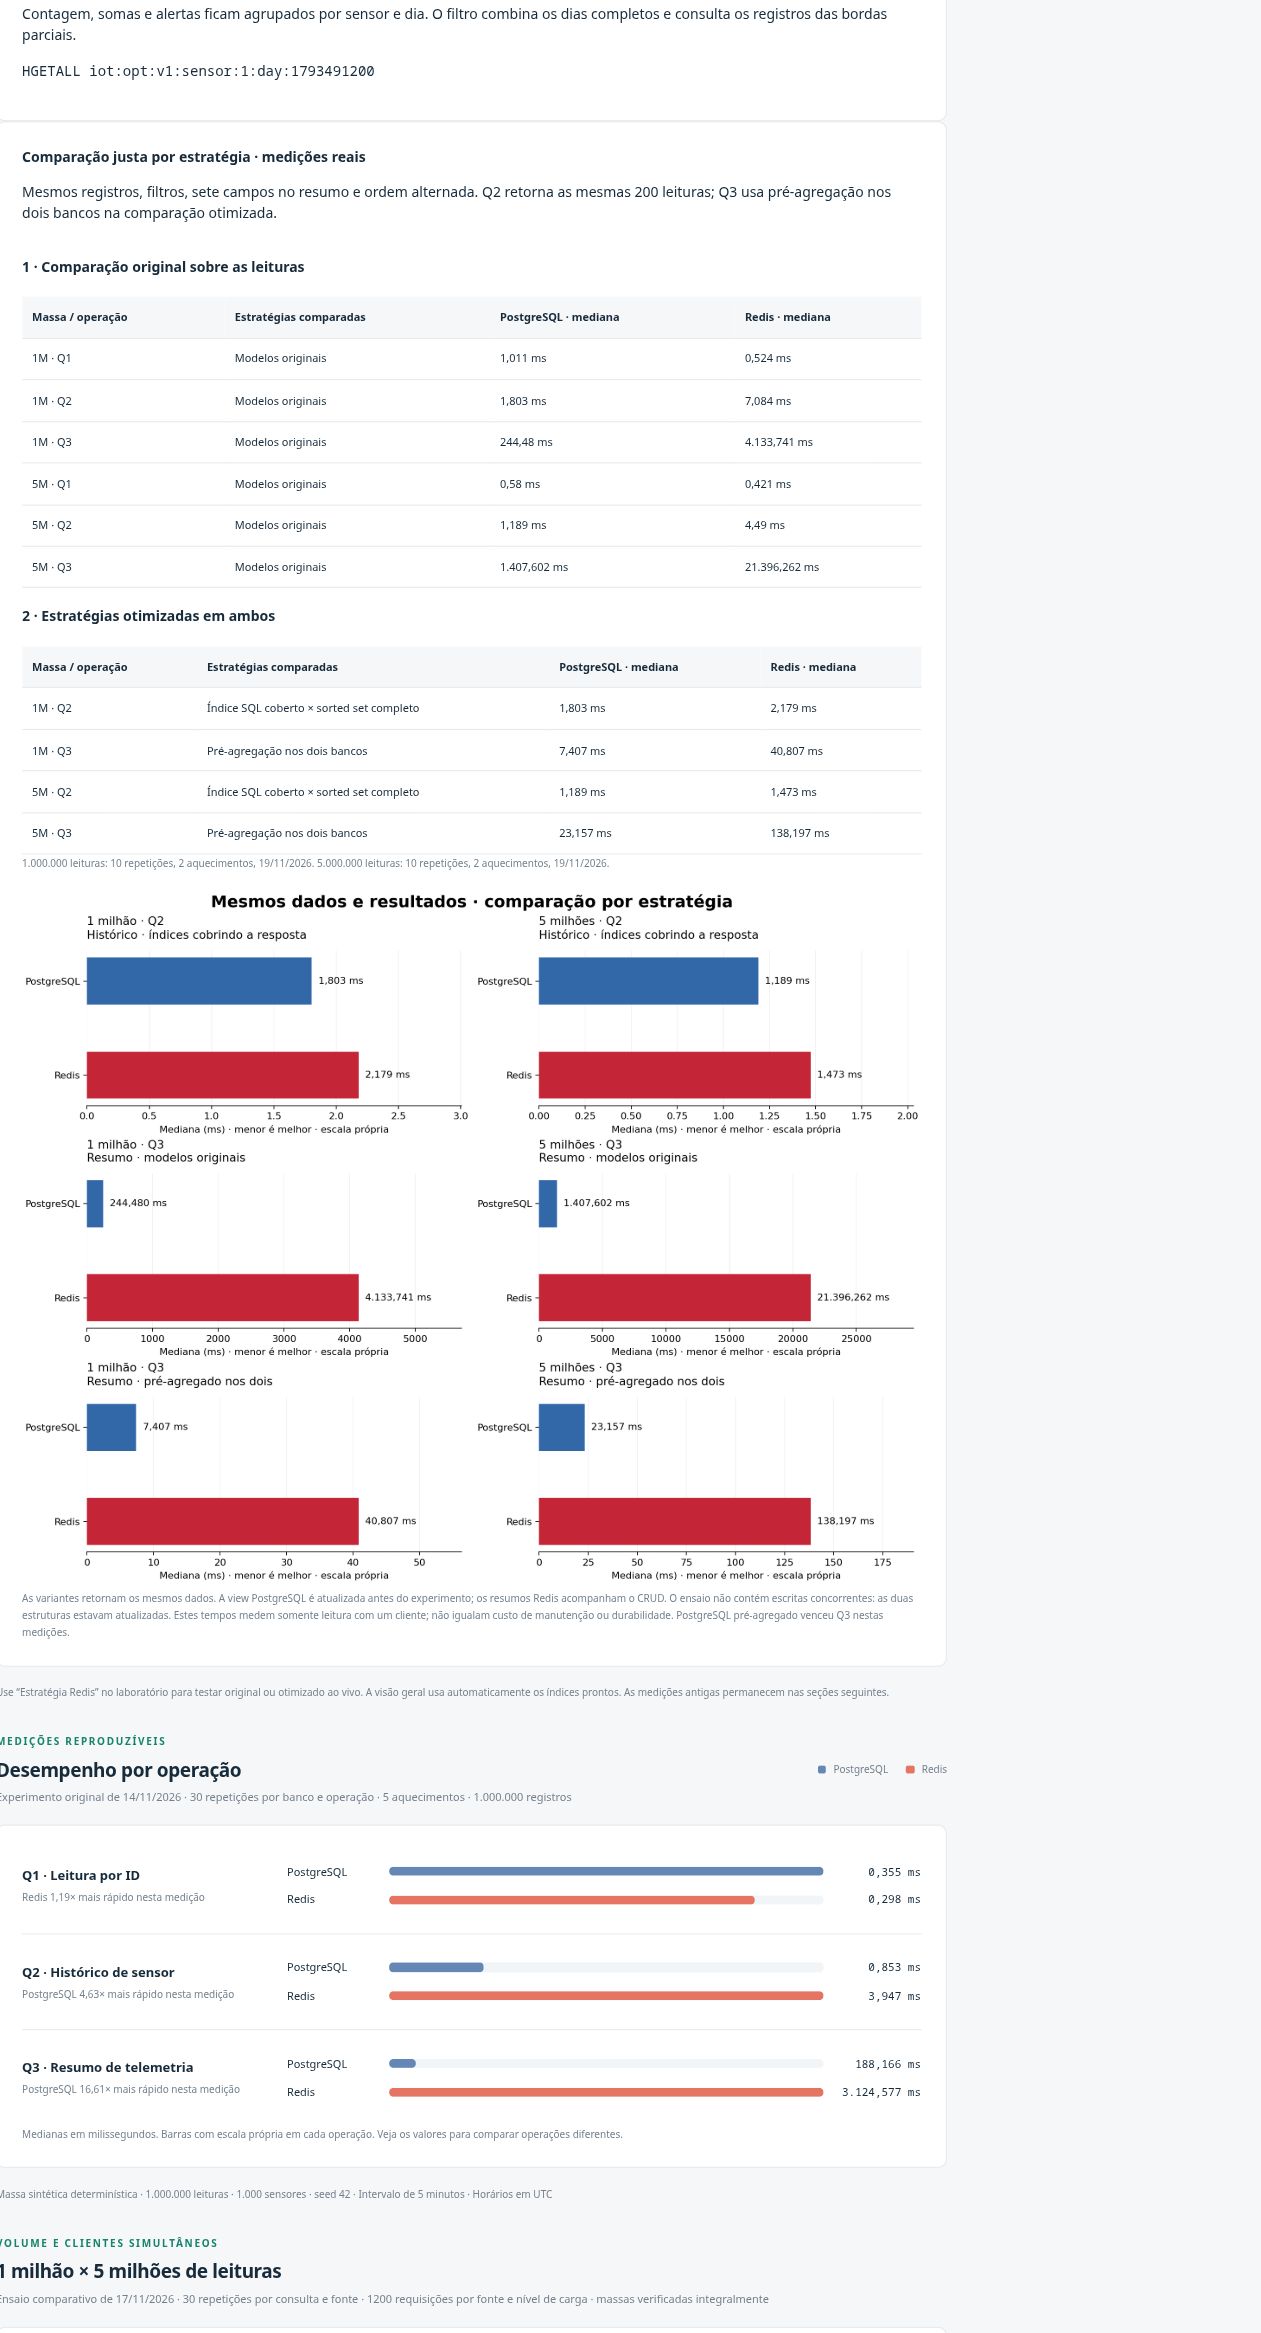 Contagem, somas e alertas ficam agrupados por sensor e dia. O filtro combina os dias completos e consulta os registros das bordas
parciais.
HGETALL iot:opt:v1:sensor:1:day:1793491200
Comparação justa por estratégia · medições reais
Mesmos registros, filtros, sete campos no resumo e ordem alternada. Q2 retorna as mesmas 200 leituras; Q3 usa pré-agregação nos
dois bancos na comparação otimizada.
1 · Comparação original sobre as leituras
Massa / operação Estratégias comparadas PostgreSQL · mediana Redis · mediana
1M · Q1 Modelos originais 1,011 ms 0,524 ms
1M · Q2 Modelos originais 1,803 ms 7,084 ms
1M · Q3 Modelos originais 244,48 ms 4.133,741 ms
5M · Q1 Modelos originais 0,58 ms 0,421 ms
5M · Q2 Modelos originais 1,189 ms 4,49 ms
5M · Q3 Modelos originais 1.407,602 ms 21.396,262 ms
2 · Estratégias otimizadas em ambos
Massa / operação Estratégias comparadas PostgreSQL · mediana Redis · mediana
1M · Q2 Índice SQL coberto × sorted set completo 1,803 ms 2,179 ms
1M · Q3 Pré-agregação nos dois bancos 7,407 ms 40,807 ms
5M · Q2 Índice SQL coberto × sorted set completo 1,189 ms 1,473 ms
5M · Q3 Pré-agregação nos dois bancos 23,157 ms 138,197 ms
1.000.000 leituras: 10 repetições, 2 aquecimentos, 19/11/2026. 5.000.000 leituras: 10 repetições, 2 aquecimentos, 19/11/2026.
Mesmos dados e resultados · comparação por estratégia
1 milhão · Q2
Histórico · índices cobrindo a resposta
PostgreSQL 1,803 ms
Redis 2,179 ms
0.0 0.5 1.0 1.5 2.0 2.5 3.0
Mediana (ms) · menor é melhor · escala própria
5 milhões · Q2
Histórico · índices cobrindo a resposta
PostgreSQL 1,189 ms
Redis 1,473 ms
0.00 0.25 0.50 0.75 1.00 1.25 1.50 1.75 2.00
Mediana (ms) · menor é melhor · escala própria
1 milhão · Q3
Resumo · modelos originais
PostgreSQL 244,480 ms
Redis 4.133,741 ms
0 1000 2000 3000 4000 5000
Mediana (ms) · menor é melhor · escala própria
5 milhões · Q3
Resumo · modelos originais
PostgreSQL 1.407,602 ms
Redis 21.396,262 ms
0 5000 10000 15000 20000 25000
Mediana (ms) · menor é melhor · escala própria
1 milhão · Q3
Resumo · pré-agregado nos dois
PostgreSQL 7,407 ms
Redis 40,807 ms
0 10 20 30 40 50
Mediana (ms) · menor é melhor · escala própria
5 milhões · Q3
Resumo · pré-agregado nos dois
PostgreSQL 23,157 ms
Redis 138,197 ms
0 25 50 75 100 125 150 175
Mediana (ms) · menor é melhor · escala própria
As variantes retornam os mesmos dados. A view PostgreSQL é atualizada antes do experimento; os resumos Redis acompanham o CRUD. O ensaio não contém escritas concorrentes: as duas
estruturas estavam atualizadas. Estes tempos medem somente leitura com um cliente; não igualam custo de manutenção ou durabilidade. PostgreSQL pré-agregado venceu Q3 nestas
medições.
Use “Estratégia Redis” no laboratório para testar original ou otimizado ao vivo. A visão geral usa automaticamente os índices prontos. As medições antigas permanecem nas seções seguintes.
MEDIÇÕES REPRODUZÍVEIS
Desempenho por operação
PostgreSQL Redis
Experimento original de 14/11/2026 · 30 repetições por banco e operação · 5 aquecimentos · 1.000.000 registros
Q1 · Leitura por ID
Redis 1,19× mais rápido nesta medição
PostgreSQL 0,355 ms
Redis 0,298 ms
Q2 · Histórico de sensor
PostgreSQL 4,63× mais rápido nesta medição
PostgreSQL 0,853 ms
Redis 3,947 ms
Q3 · Resumo de telemetria
PostgreSQL 16,61× mais rápido nesta medição
PostgreSQL 188,166 ms
Redis 3.124,577 ms
Medianas em milissegundos. Barras com escala própria em cada operação. Veja os valores para comparar operações diferentes.
Massa sintética determinística · 1.000.000 leituras · 1.000 sensores · seed 42 · Intervalo de 5 minutos · Horários em UTC
VOLUME E CLIENTES SIMULTÂNEOS
1 milhão × 5 milhões de leituras
Ensaio comparativo de 17/11/2026 · 30 repetições por consulta e fonte · 1200 requisições por fonte e nível de carga · massas verificadas integralmente